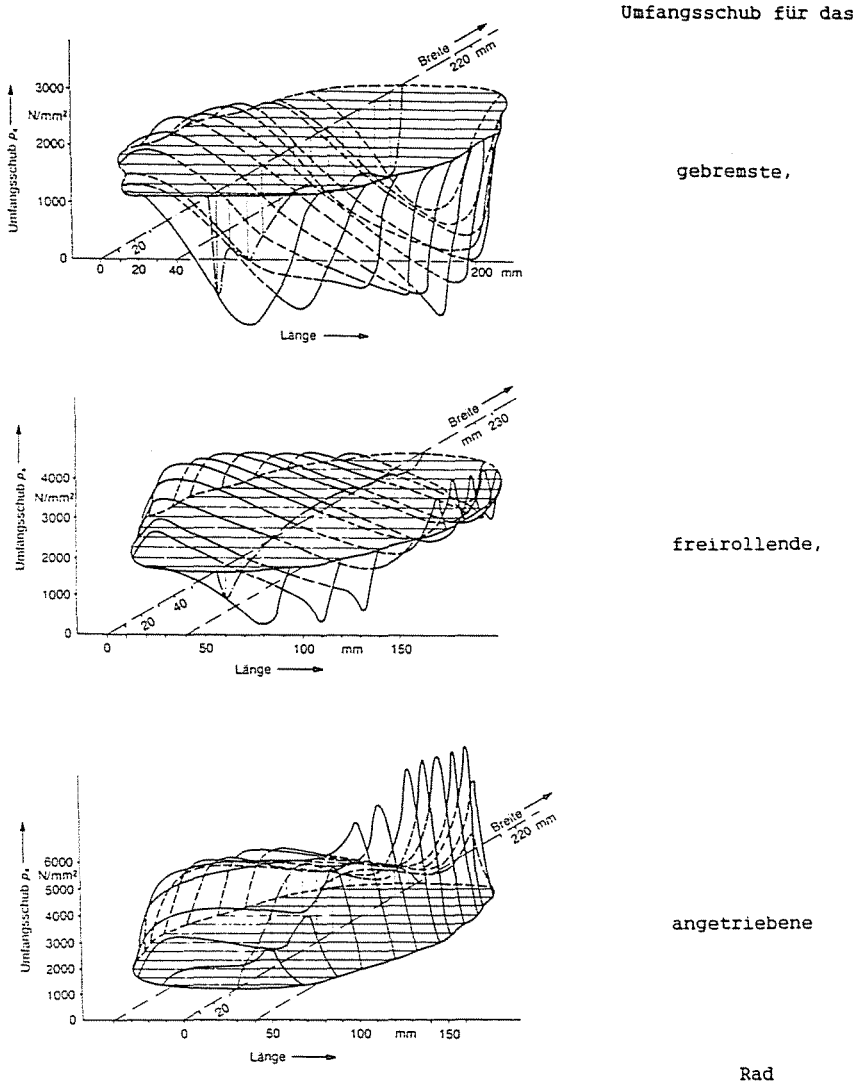 Umfangsschub für das
Breite
220 mm
3000
N/mm²
2000
1000
0
Umfangsschub pₓ
0 20 40
20
200 mm
Länge
gebremste,
Breite
mm 230
4000
N/mm²
3000
2000
1000
0
Umfangsschub pₓ
20 40
0 50 100 mm 150
Länge
freirollende,
Breite
220 mm
6000
N/mm²
5000
4000
3000
2000
1000
0
Umfangsschub pₓ
20
0 50 100 mm 150
Länge
angetriebene
Rad